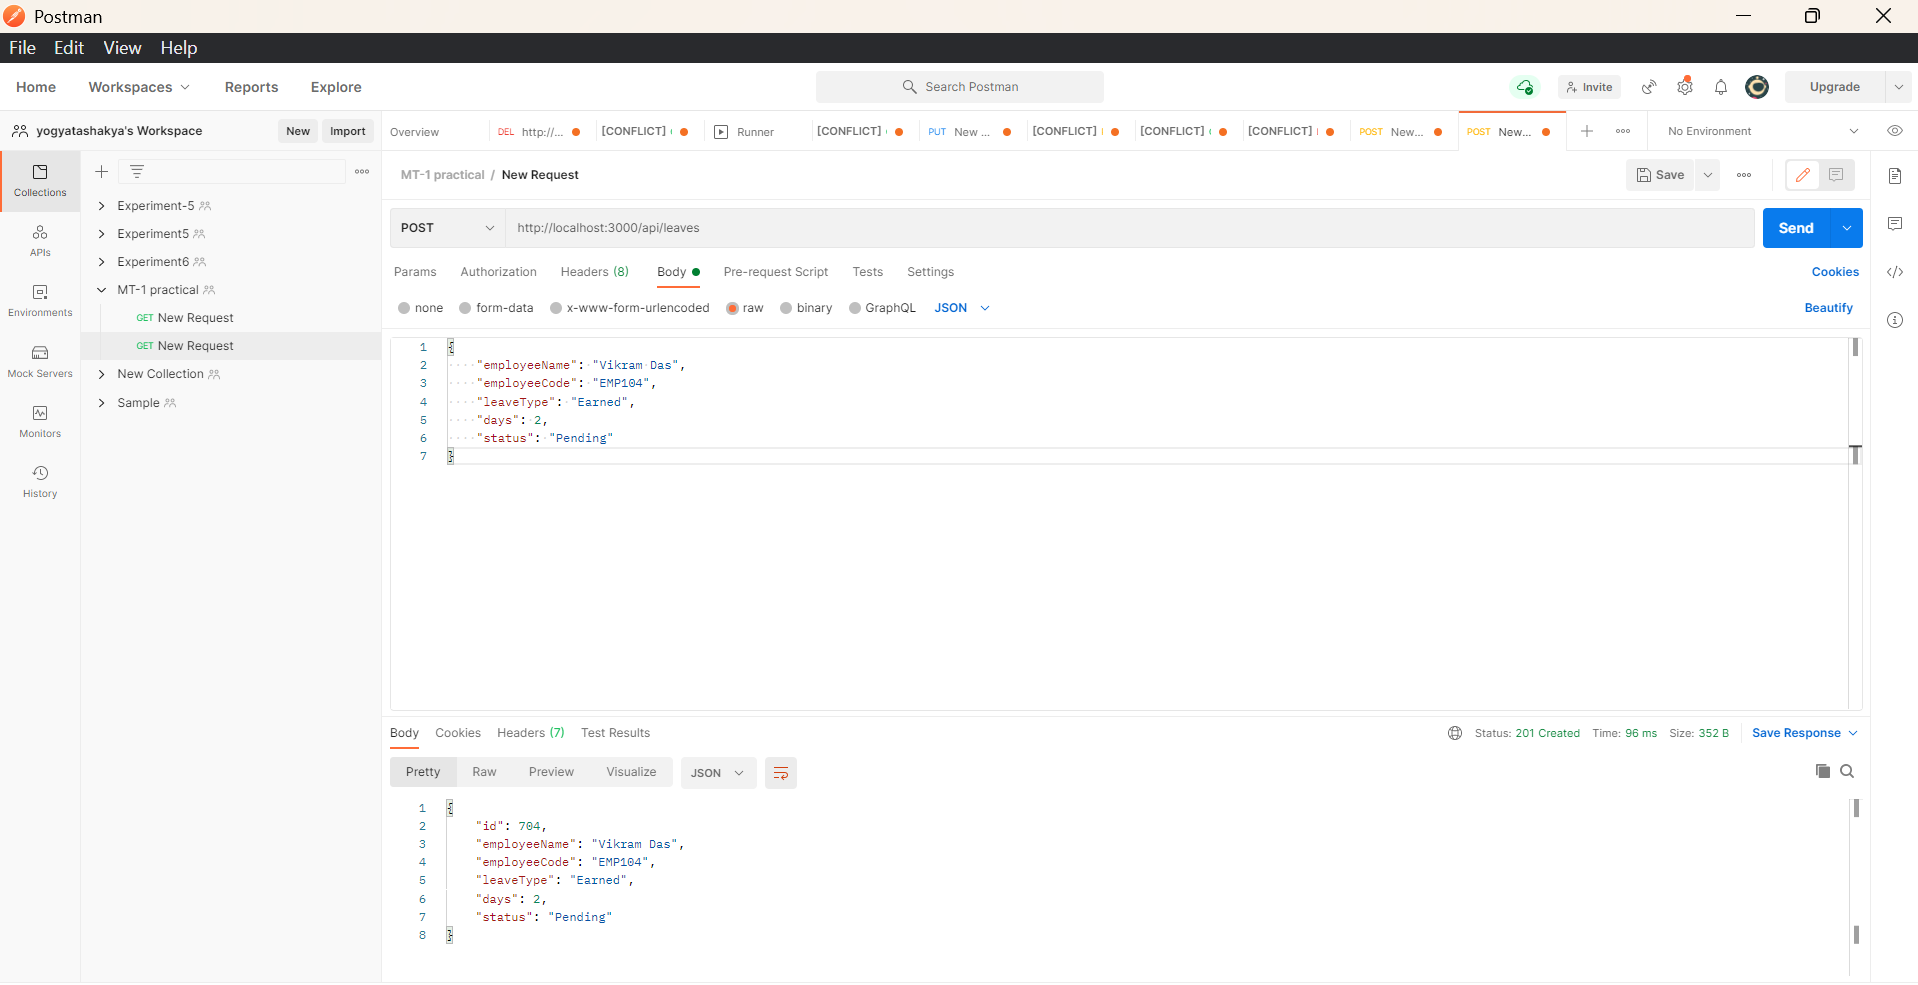 Postman
File Edit View Help
Home Workspaces Reports Explore Search Postman Invite Upgrade
yogyatashakya's Workspace New Import Overview DEL http://... [CONFLICT] Runner [CONFLICT] PUT New ... [CONFLICT] [CONFLICT] [CONFLICT] POST New... POST New... No Environment
Collections
APIs
Environments
Mock Servers
Monitors
History
Experiment-5
Experiment5
Experiment6
MT-1 practical
GET New Request
GET New Request
New Collection
Sample
MT-1 practical / New Request Save
POST http://localhost:3000/api/leaves Send
Params Authorization Headers (8) Body Pre-request Script Tests Settings Cookies
none form-data x-www-form-urlencoded raw binary GraphQL JSON Beautify
1 {
2 "employeeName": "Vikram Das",
3 "employeeCode": "EMP104",
4 "leaveType": "Earned",
5 "days": 2,
6 "status": "Pending"
7 }
Body Cookies Headers (7) Test Results Status: 201 Created Time: 96 ms Size: 352 B Save Response
Pretty Raw Preview Visualize JSON
1 {
2 "id": 704,
3 "employeeName": "Vikram Das",
4 "employeeCode": "EMP104",
5 "leaveType": "Earned",
6 "days": 2,
7 "status": "Pending"
8 }